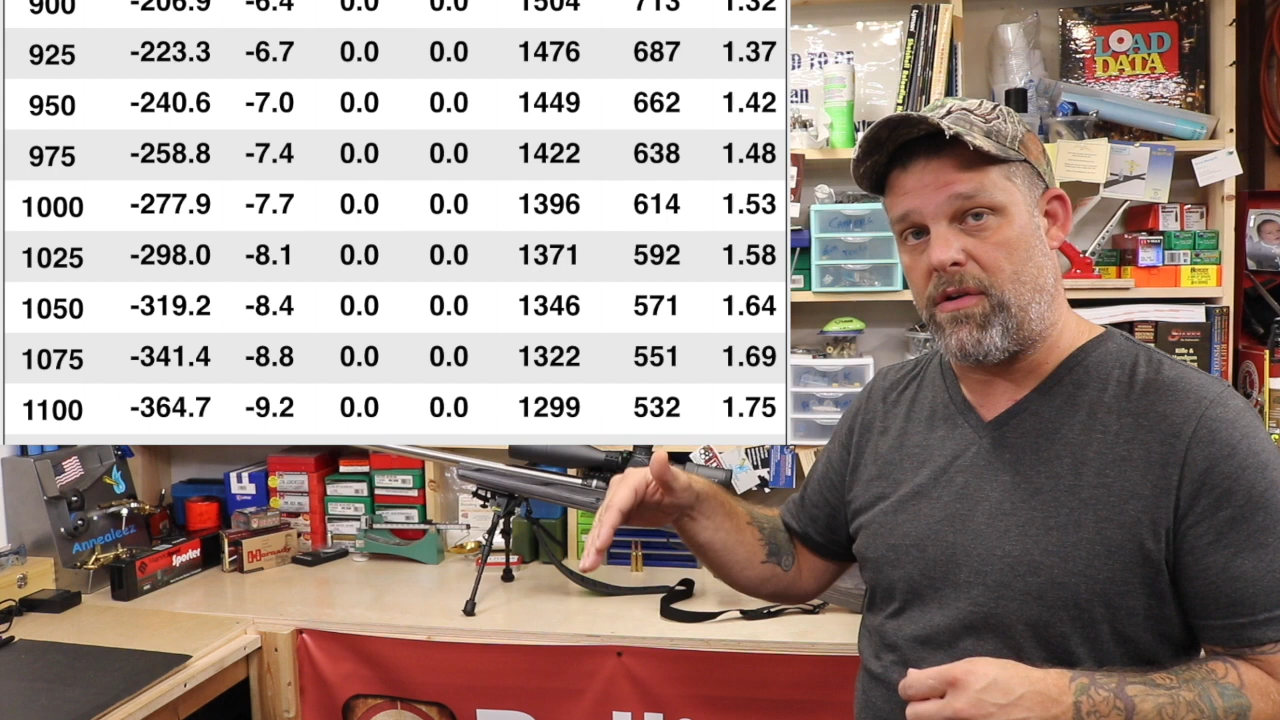 900 -206.9 -6.4 0.0 0.0 1504 713 1.32
925 -223.3 -6.7 0.0 0.0 1476 687 1.37
950 -240.6 -7.0 0.0 0.0 1449 662 1.42
975 -258.8 -7.4 0.0 0.0 1422 638 1.48
1000 -277.9 -7.7 0.0 0.0 1396 614 1.53
1025 -298.0 -8.1 0.0 0.0 1371 592 1.58
1050 -319.2 -8.4 0.0 0.0 1346 571 1.64
1075 -341.4 -8.8 0.0 0.0 1322 551 1.69
1100 -364.7 -9.2 0.0 0.0 1299 532 1.75
LOAD
DATA
Annealeez
Sporter
Hornady